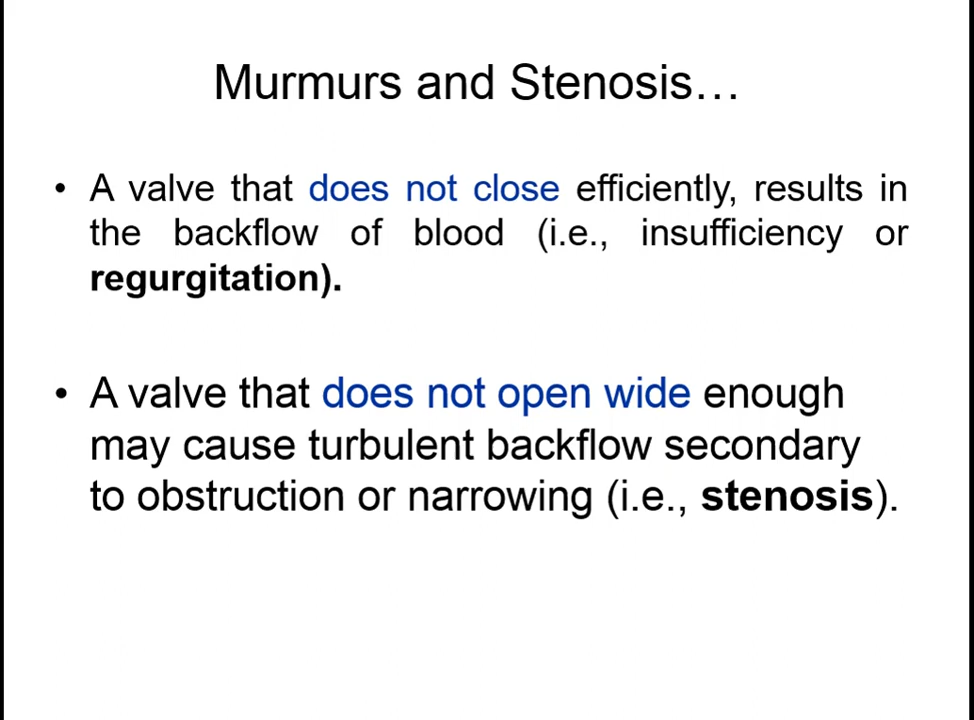 Murmurs and Stenosis…
• A valve that does not close efficiently, results in
the backflow of blood (i.e., insufficiency or
regurgitation).
• A valve that does not open wide enough
may cause turbulent backflow secondary
to obstruction or narrowing (i.e., stenosis).